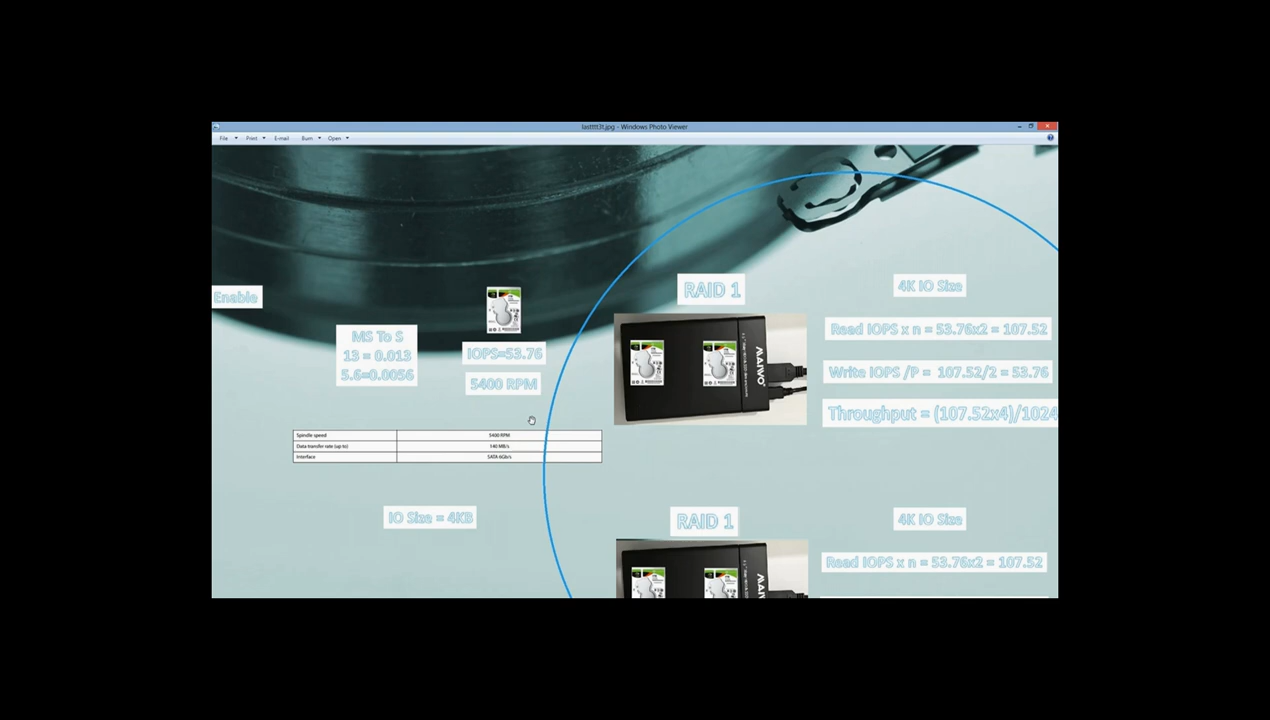 lastttt3t.jpg - Windows Photo Viewer
File Print E-mail Burn Open
Enable
MS To S
13 = 0.013
5.6=0.0056
IOPS=53.76
5400 RPM
Spindle speed 5400 RPM
Data transfer rate (up to) 140 MB/s
Interface SATA 6Gb/s
IO Size = 4KB
RAID 1
MAIWO
4K IO Size
Read IOPS x n = 53.76x2 = 107.52
Write IOPS /P = 107.52/2 = 53.76
Throughput = (107.52x4)/1024
RAID 1
MAIWO
4K IO Size
Read IOPS x n = 53.76x2 = 107.52